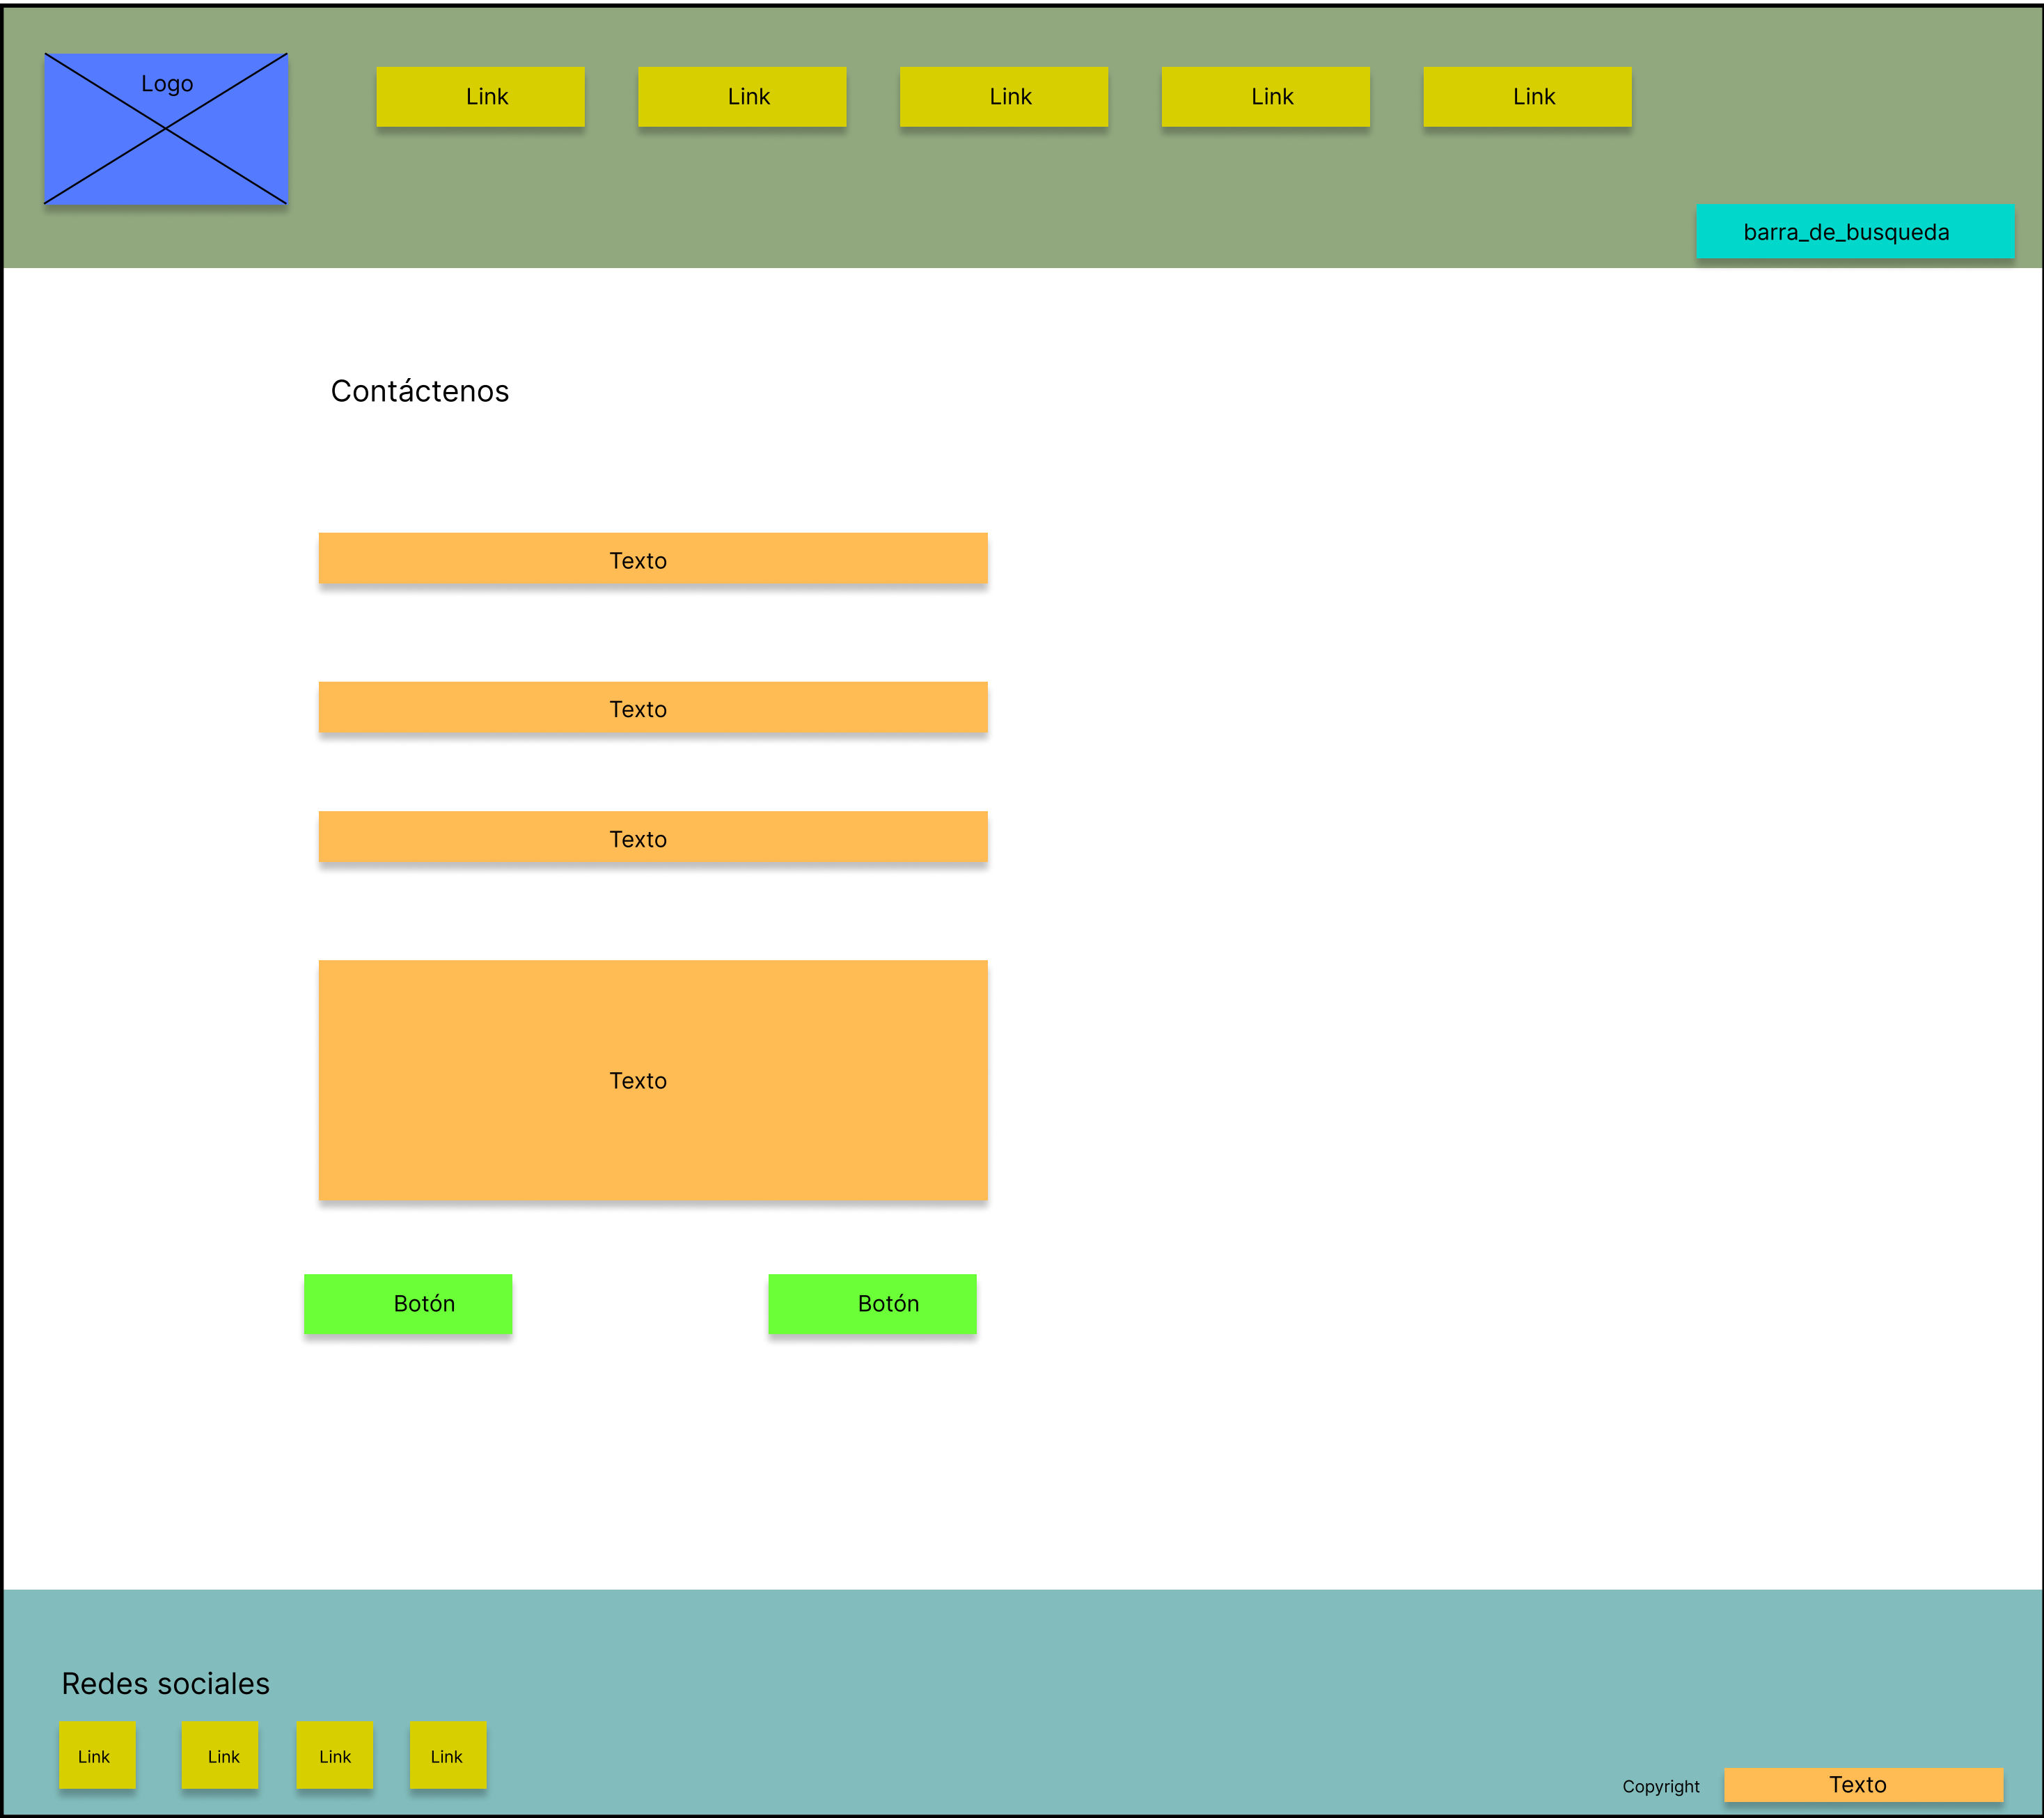 Logo
Link
Link
Link
Link
Link
barra_de_busqueda
Contáctenos
Texto
Texto
Texto
Texto
Botón
Botón
Redes sociales
Link
Link
Link
Link
Copyright
Texto